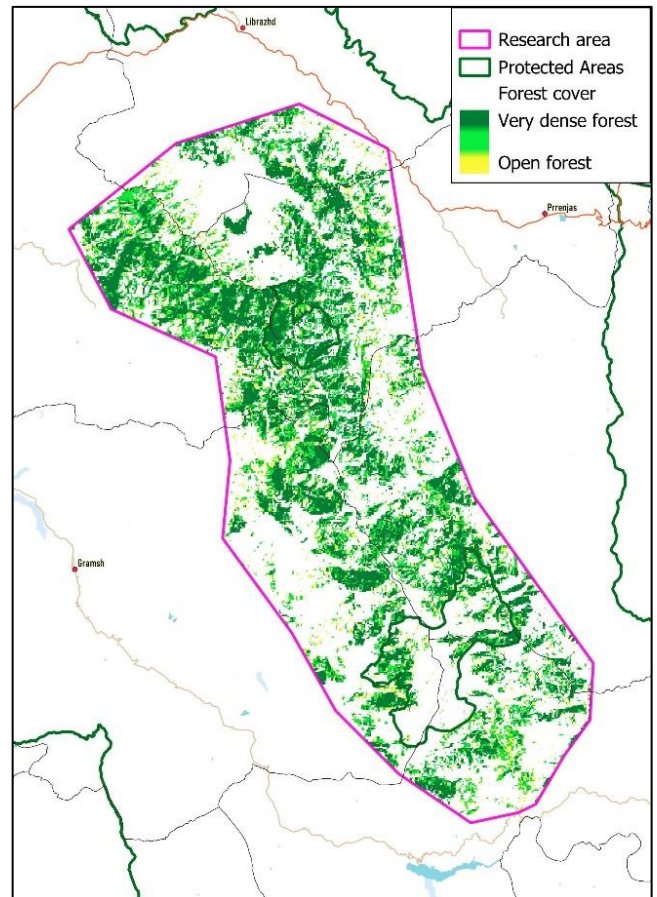 Librazhd
Research area
Protected Areas
Forest cover
Very dense forest
Open forest
Prrenjas
Gramsh